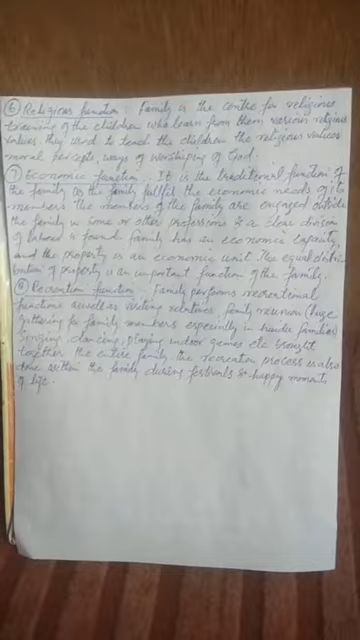 ⑥ Religious function : Family is the centre for religious
training of the children who learn from them various religious
values. they used to teach the children the religious values
moral percepts, ways of worshiping of God.
⑦ Economic function : It is the traditional function of
the family as the family fullfil the economic needs of its
members. The members of the family are engaged outside
the family in some or other professions & a clear division
of labour is found. Family has an economic capacity,
and the property is an economic unit. The equal distri-
bution of property is an important function of the family.
⑧ Recreation function : Family performs recreational
functions as well as visiting relatives, family reunion (huge
gathering for family members especially in hindu families)
Singing, dancing, playing indoor games etc brought
together the entire family. the recreation process is also
done within the family during festivals & happy moments
of life.